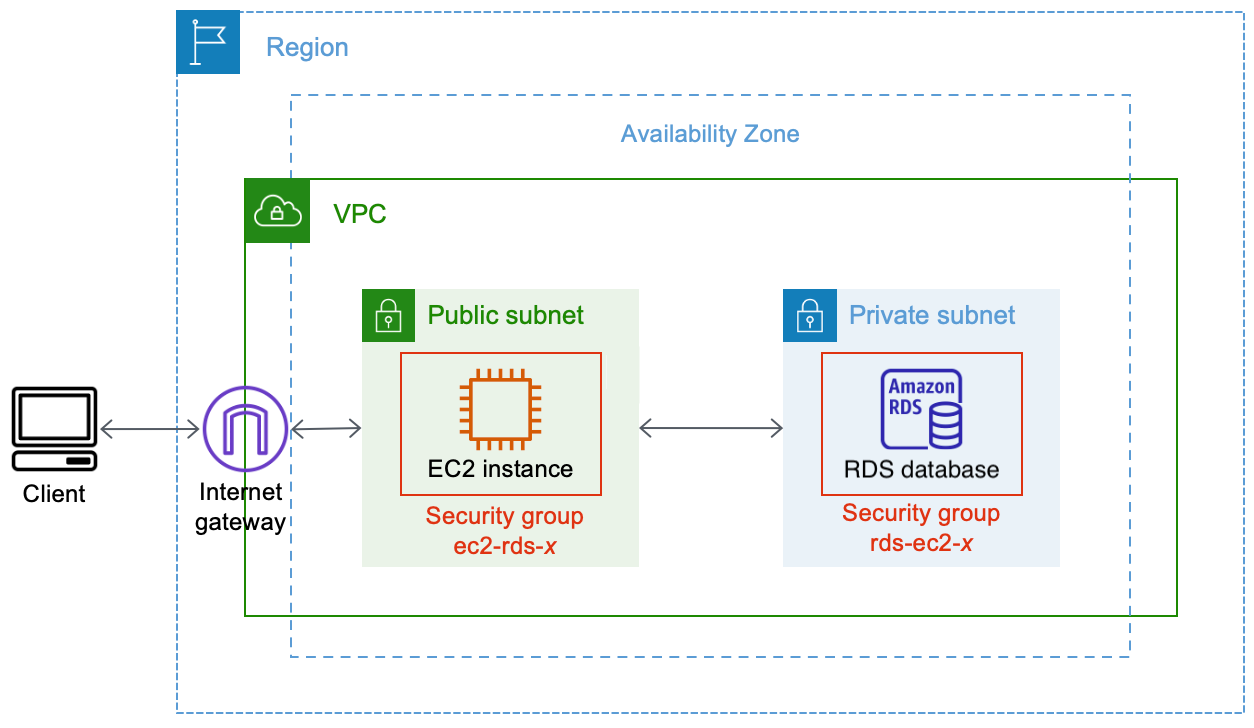 Region
Availability Zone
VPC
Public subnet
Private subnet
Amazon
RDS
EC2 instance
RDS database
Client
Internet
gateway
Security group
ec2-rds-x
Security group
rds-ec2-x